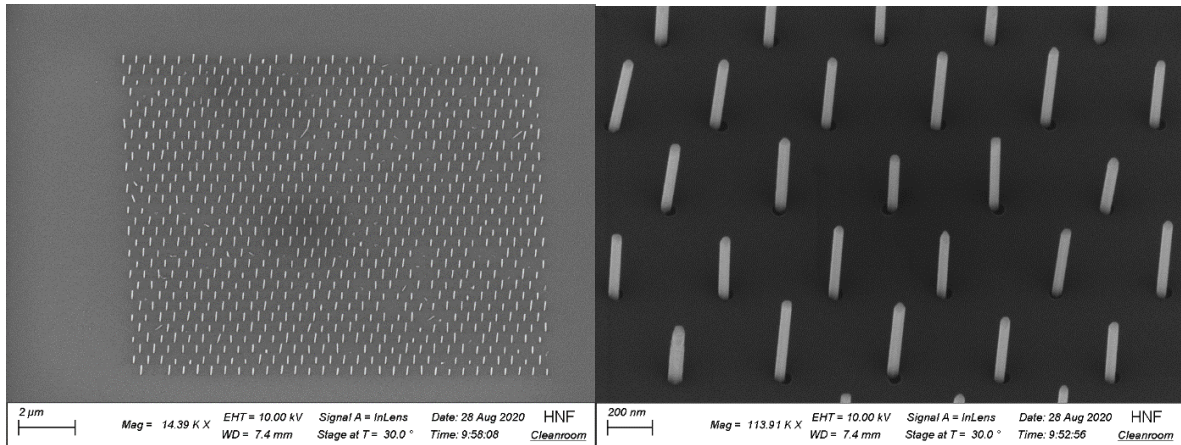 2 µm
Mag = 14.39 K X
EHT = 10.00 kV Signal A = InLens Date: 28 Aug 2020 HNF
WD = 7.4 mm Stage at T = 30.0 ° Time: 9:58:08 Cleanroom
200 nm
Mag = 113.91 K X
EHT = 10.00 kV Signal A = InLens Date: 28 Aug 2020 HNF
WD = 7.4 mm Stage at T = 30.0 ° Time: 9:52:56 Cleanroom